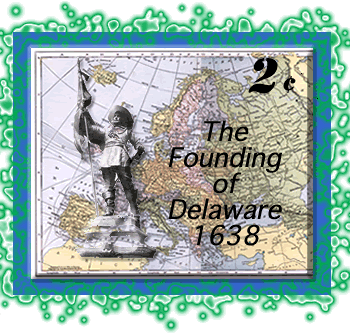 2 c
The
Founding
of
Delaware
1638